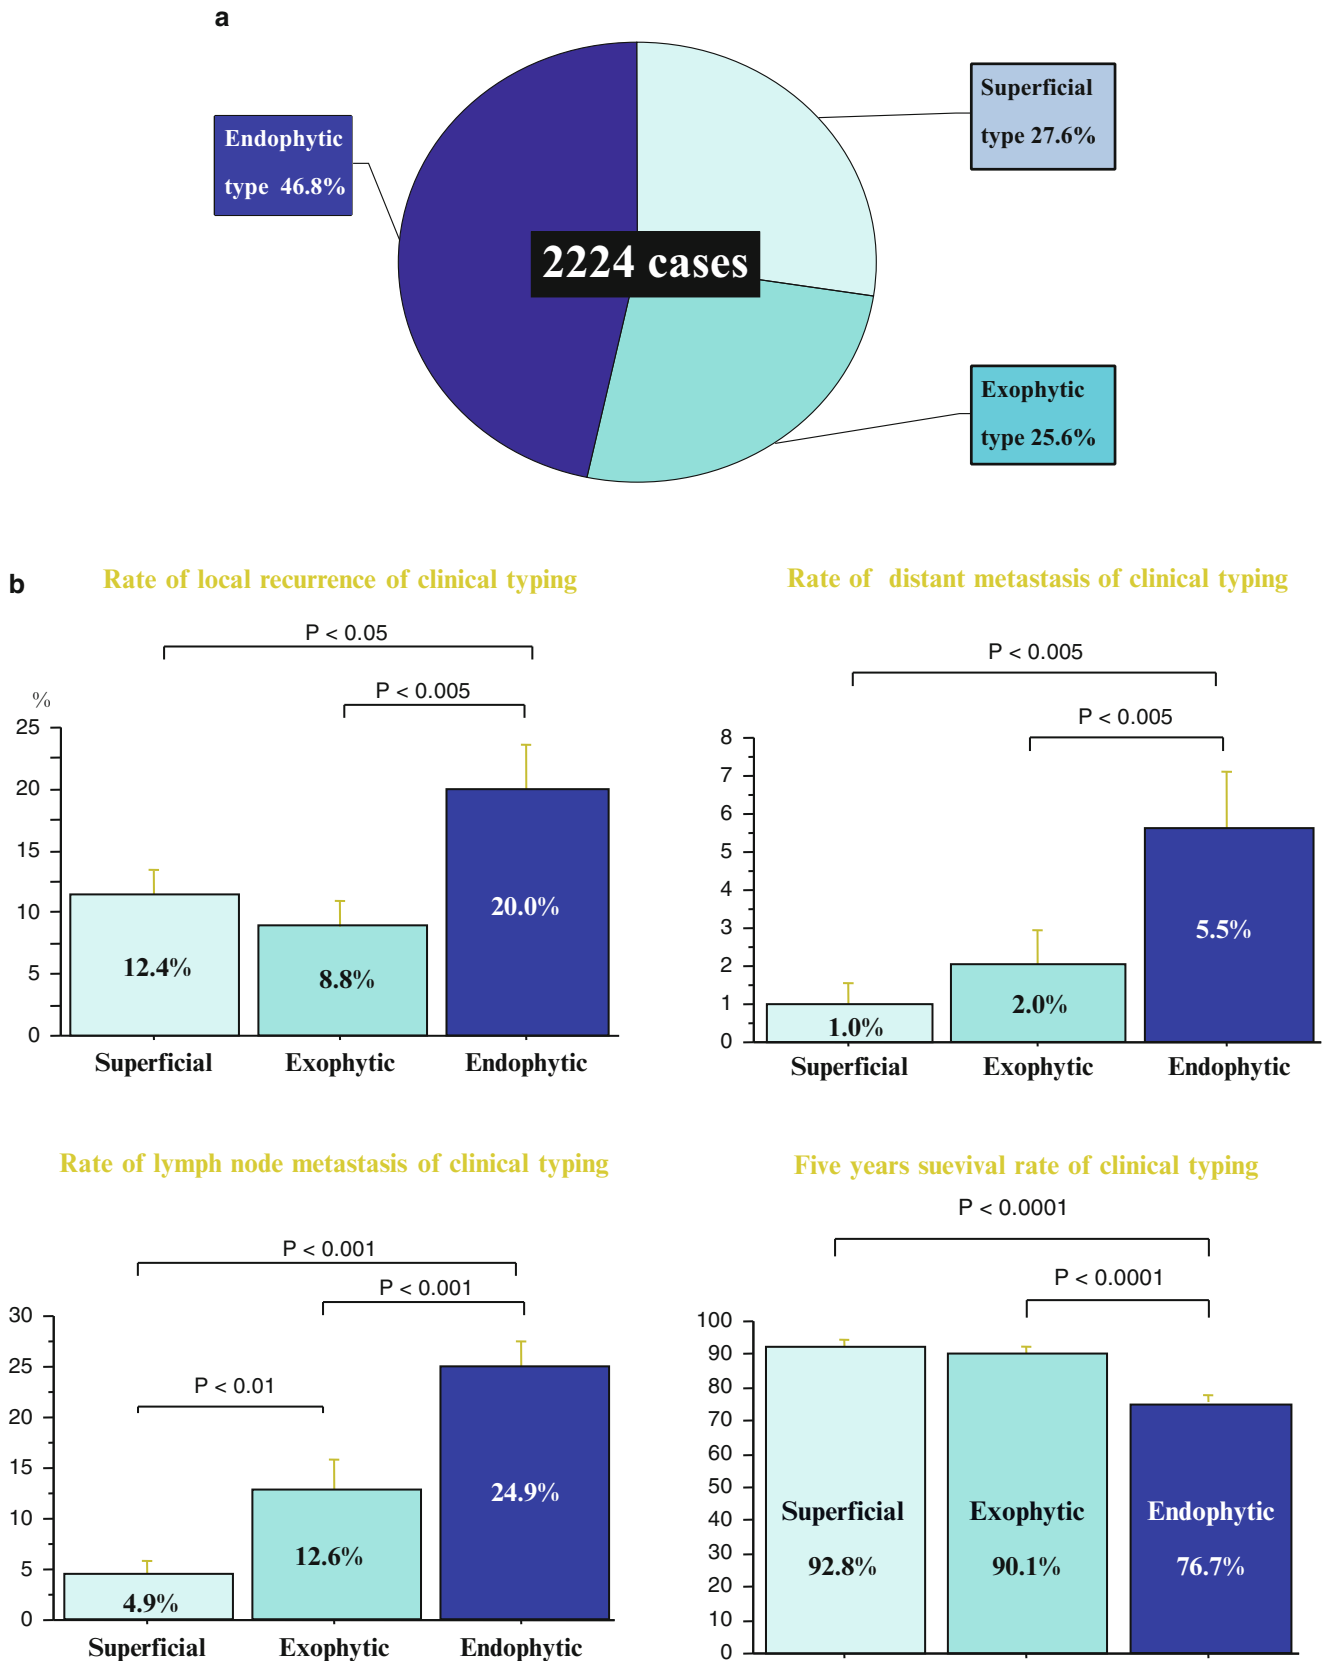 a
Superficial
type 27.6%
Endophytic
type 46.8%
2224 cases
Exophytic
type 25.6%
b
Rate of local recurrence of clinical typing
P < 0.05
P < 0.005
%
25
20
15
10
5
0
12.4%
8.8%
20.0%
Superficial
Exophytic
Endophytic
Rate of distant metastasis of clinical typing
P < 0.005
P < 0.005
8
7
6
5
4
3
2
1
0
1.0%
2.0%
5.5%
Superficial
Exophytic
Endophytic
Rate of lymph node metastasis of clinical typing
P < 0.001
P < 0.001
P < 0.01
30
25
20
15
10
5
0
4.9%
12.6%
24.9%
Superficial
Exophytic
Endophytic
Five years suevival rate of clinical typing
P < 0.0001
P < 0.0001
100
90
80
70
60
50
40
30
20
10
0
Superficial
92.8%
Exophytic
90.1%
Endophytic
76.7%